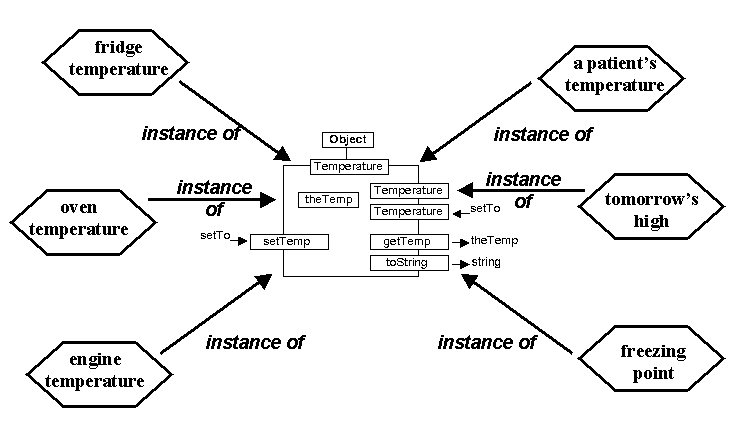 fridge
temperature
a patient's
temperature
instance of
instance of
Object
Temperature
instance
of
theTemp
Temperature
instance
of
oven
temperature
Temperature
setTo
tomorrow's
high
setTo
setTemp
getTemp
theTemp
toString
string
instance of
instance of
engine
temperature
freezing
point